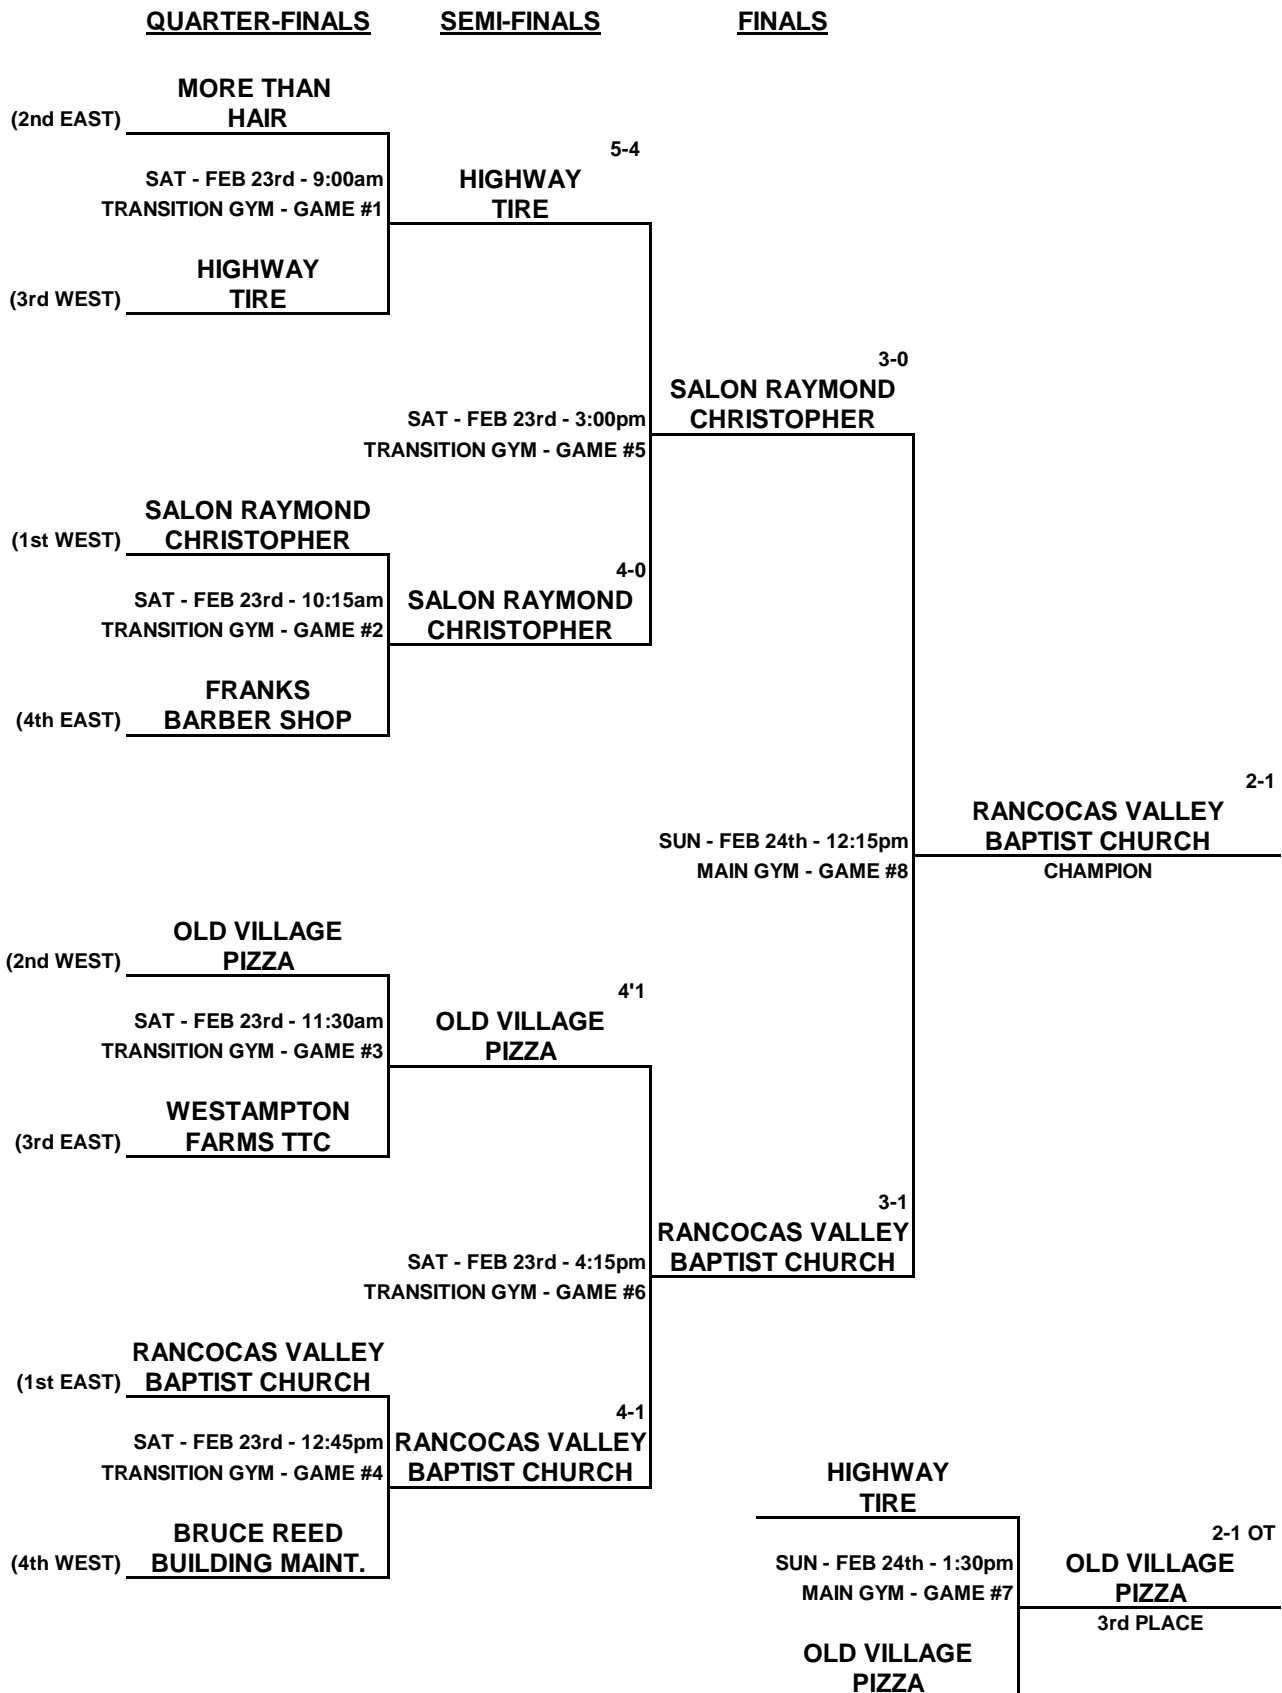 QUARTER-FINALS SEMI-FINALS FINALS
MORE THAN
HAIR
(2nd EAST)
5-4
SAT - FEB 23rd - 9:00am
TRANSITION GYM - GAME #1
HIGHWAY
TIRE
HIGHWAY
TIRE
(3rd WEST)
3-0
SALON RAYMOND
CHRISTOPHER
SAT - FEB 23rd - 3:00pm
TRANSITION GYM - GAME #5
SALON RAYMOND
CHRISTOPHER
(1st WEST)
4-0
SAT - FEB 23rd - 10:15am
TRANSITION GYM - GAME #2
SALON RAYMOND
CHRISTOPHER
FRANKS
BARBER SHOP
(4th EAST)
2-1
RANCOCAS VALLEY
BAPTIST CHURCH
CHAMPION
SUN - FEB 24th - 12:15pm
MAIN GYM - GAME #8
OLD VILLAGE
PIZZA
(2nd WEST)
4'1
SAT - FEB 23rd - 11:30am
TRANSITION GYM - GAME #3
OLD VILLAGE
PIZZA
WESTAMPTON
FARMS TTC
(3rd EAST)
3-1
RANCOCAS VALLEY
BAPTIST CHURCH
SAT - FEB 23rd - 4:15pm
TRANSITION GYM - GAME #6
RANCOCAS VALLEY
BAPTIST CHURCH
(1st EAST)
4-1
SAT - FEB 23rd - 12:45pm
TRANSITION GYM - GAME #4
RANCOCAS VALLEY
BAPTIST CHURCH
BRUCE REED
BUILDING MAINT.
(4th WEST)
HIGHWAY
TIRE
2-1 OT
SUN - FEB 24th - 1:30pm
MAIN GYM - GAME #7
OLD VILLAGE
PIZZA
3rd PLACE
OLD VILLAGE
PIZZA